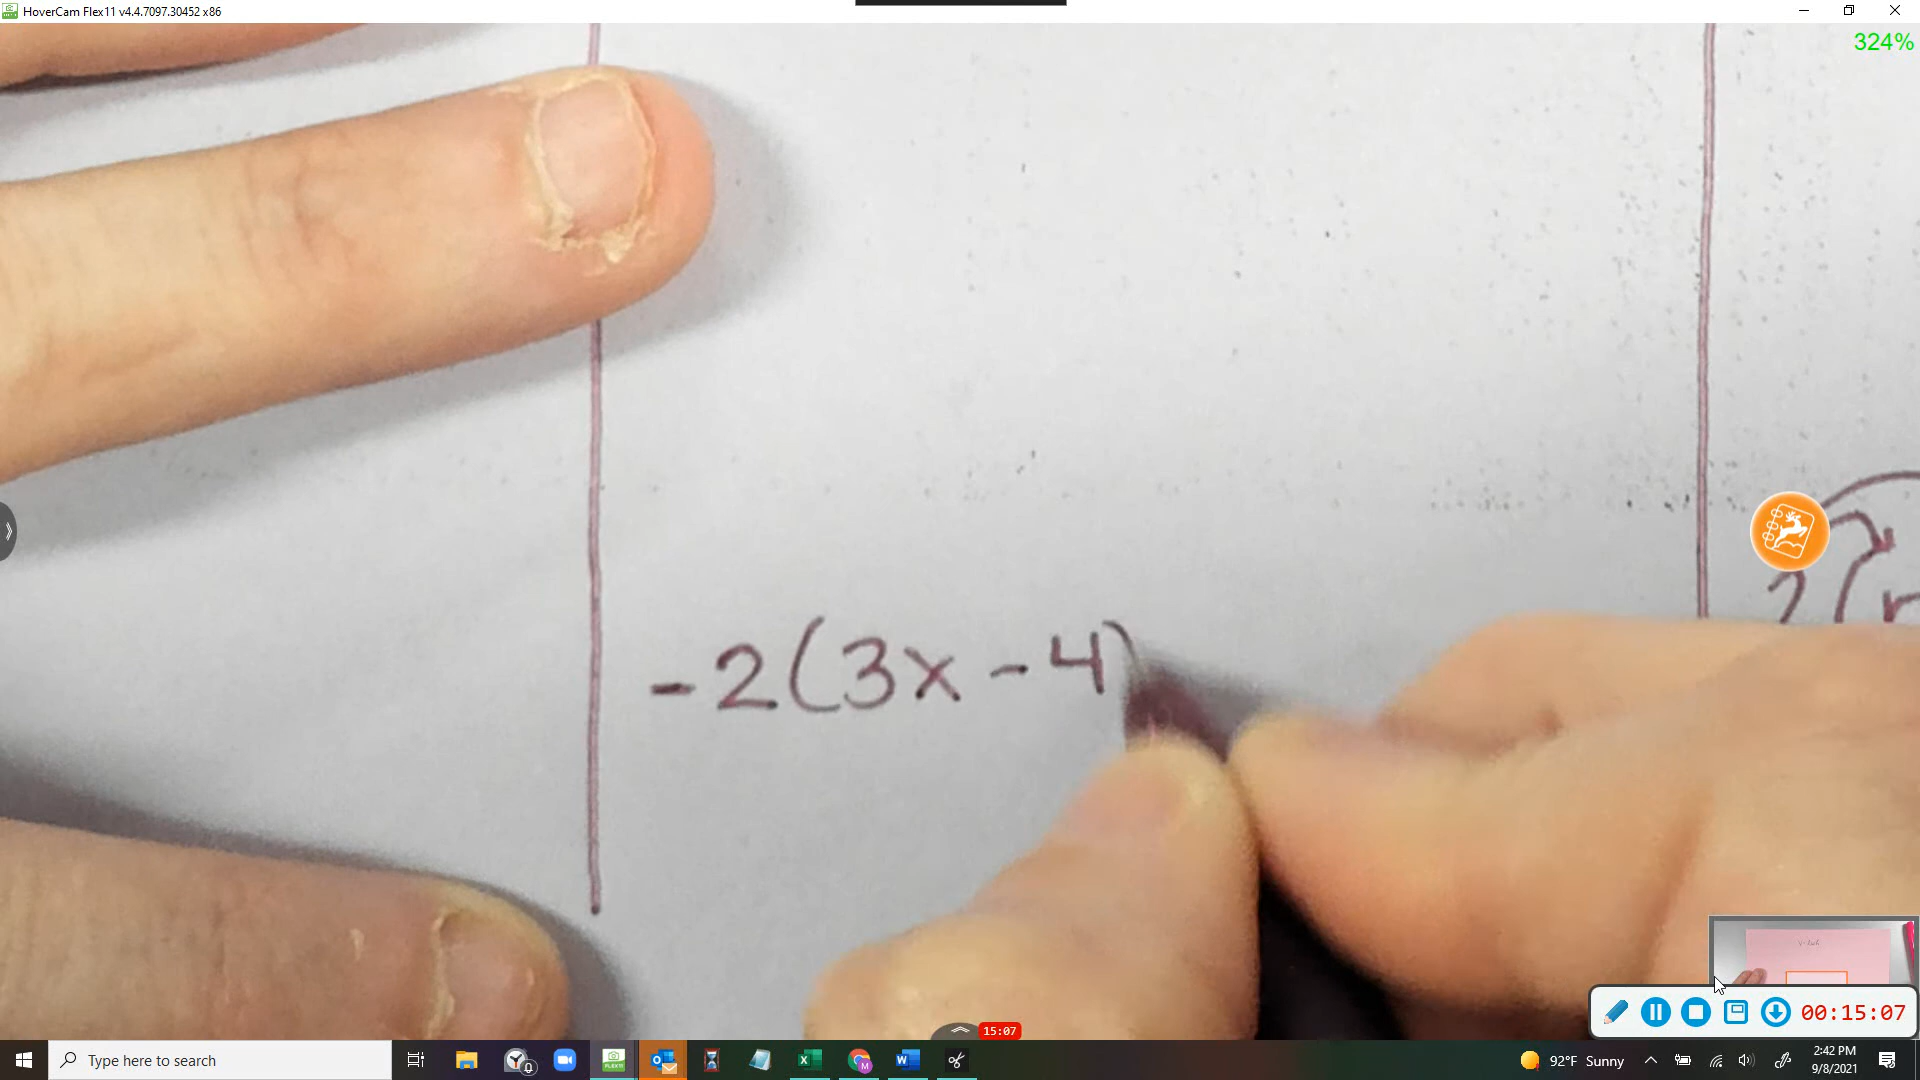 HoverCam Flex11 v4.4.7097.30452 x86
324%
2(r
-2(3x-4)
00:15:07
15:07
Type here to search
92°F Sunny
2:42 PM
9/8/2021